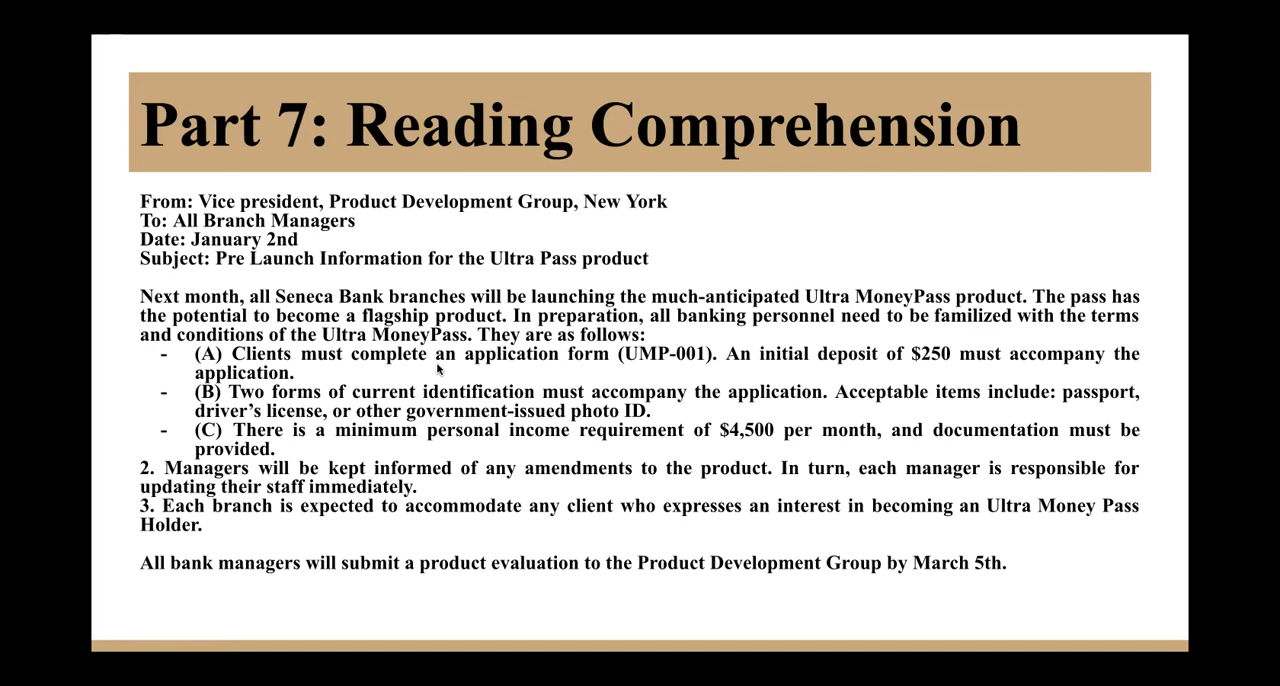 Part 7: Reading Comprehension
From: Vice president, Product Development Group, New York
To: All Branch Managers
Date: January 2nd
Subject: Pre Launch Information for the Ultra Pass product
Next month, all Seneca Bank branches will be launching the much-anticipated Ultra MoneyPass product. The pass has
the potential to become a flagship product. In preparation, all banking personnel need to be familized with the terms
and conditions of the Ultra MoneyPass. They are as follows:
- (A) Clients must complete an application form (UMP-001). An initial deposit of $250 must accompany the
application.
- (B) Two forms of current identification must accompany the application. Acceptable items include: passport,
driver's license, or other government-issued photo ID.
- (C) There is a minimum personal income requirement of $4,500 per month, and documentation must be
provided.
2. Managers will be kept informed of any amendments to the product. In turn, each manager is responsible for
updating their staff immediately.
3. Each branch is expected to accommodate any client who expresses an interest in becoming an Ultra Money Pass
Holder.
All bank managers will submit a product evaluation to the Product Development Group by March 5th.